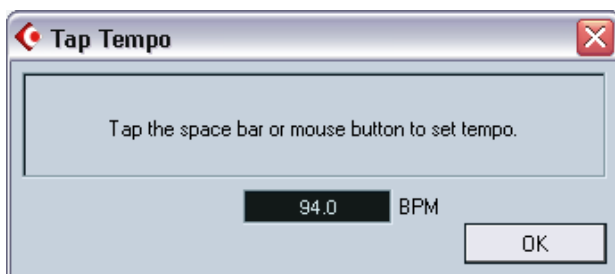 Tap Tempo
Tap the space bar or mouse button to set tempo.
94.0 BPM
OK